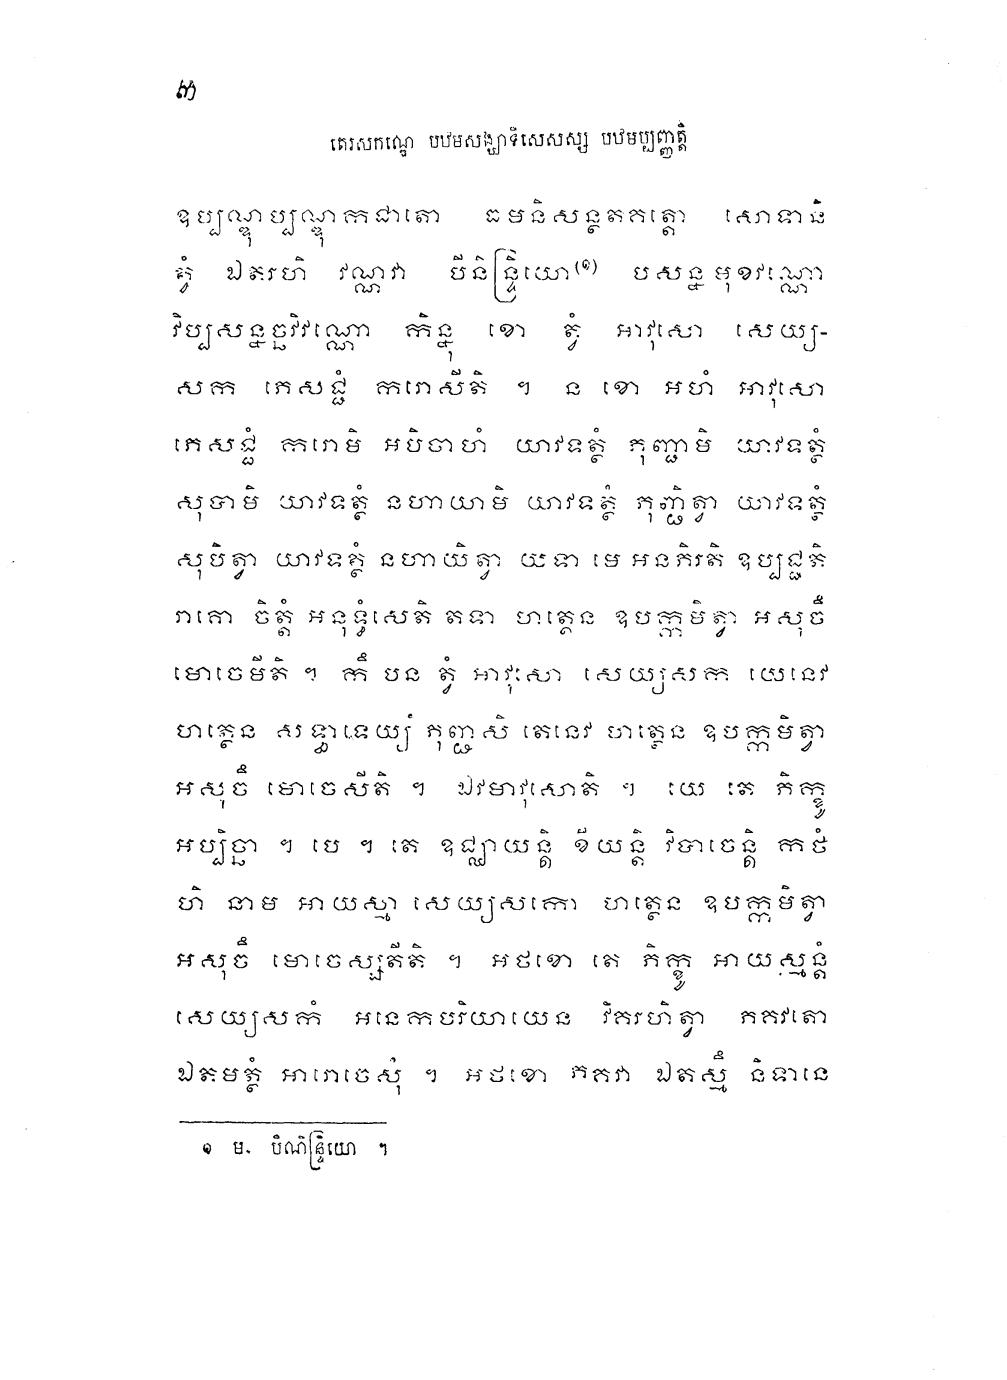 ៣
តេរសកណ្ឌេ បឋមសង្ឃាទិសេសស្ស បឋមប្បញ្ញត្តិ
ឧប្បណ្ឌុប្បណ្ឌុកជាតោ ធមនិសន្ថតគត្តោ សោទានិ
ត្វំ ឯតរហិ វណ្ណវា បីនិន្ទ្រិយោ(១) បសន្នមុខវណ្ណោ
វិប្បសន្នច្ឆវិវណ្ណោ កិន្នុ ខោ ត្វំ អាវុសោ សេយ្យ-
សក ភេសជ្ជំ ករោសីតិ ។ ន ខោ អហំ អាវុសោ
ភេសជ្ជំ ករោមិ អបិចាហំ យាវទត្ថំ ភុញ្ជាមិ យាវទត្ថំ
សុបាមិ យាវទត្ថំ នហាយាមិ យាវទត្ថំ ភុញ្ជិត្វា យាវទត្ថំ
សុបិត្វា យាវទត្ថំ នហាយិត្វា យទា មេ អនភិរតិ ឧប្បជ្ជតិ
រាគោ ចិត្តំ អនុទ្ធំសេតិ តទា ហត្ថេន ឧបក្កមិត្វា អសុចឹ
មោចេមីតិ ។ កឹ បន ត្វំ អាវុសោ សេយ្យសក យេនេវ
ហត្ថេន សទ្ធាទេយ្យំ ភុញ្ជសិ តេនេវ ហត្ថេន ឧបក្កមិត្វា
អសុចឹ មោចេសីតិ ។ ឯវមាវុសោតិ ។ យេ តេ ភិក្ខូ
អប្បិច្ឆា ។ បេ ។ តេ ឧជ្ឈាយន្តិ ខីយន្តិ វិបាចេន្តិ កថំ
ហិ នាម អាយស្មា សេយ្យសកោ ហត្ថេន ឧបក្កមិត្វា
អសុចឹ មោចេស្សតីតិ ។ អថខោ តេ ភិក្ខូ អាយស្មន្តំ
សេយ្យសកំ អនេកបរិយាយេន វិគរហិត្វា ភគវតោ
ឯតមត្ថំ អារោចេសុំ ។ អថខោ ភគវា ឯតស្មឹ និទានេ
១ ម. បិណិន្ទ្រិយោ ។